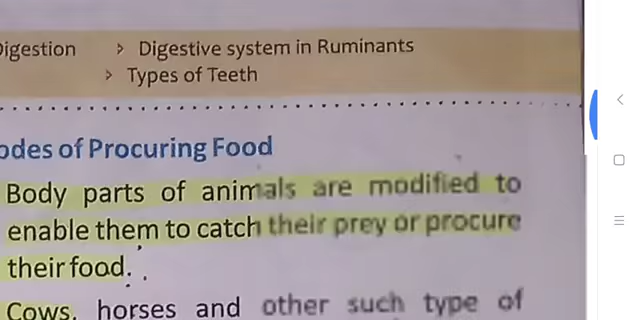 Digestion > Digestive system in Ruminants
> Types of Teeth
odes of Procuring Food
Body parts of animals are modified to
enable them to catch their prey or procure
their food.
Cows, horses and other such type of